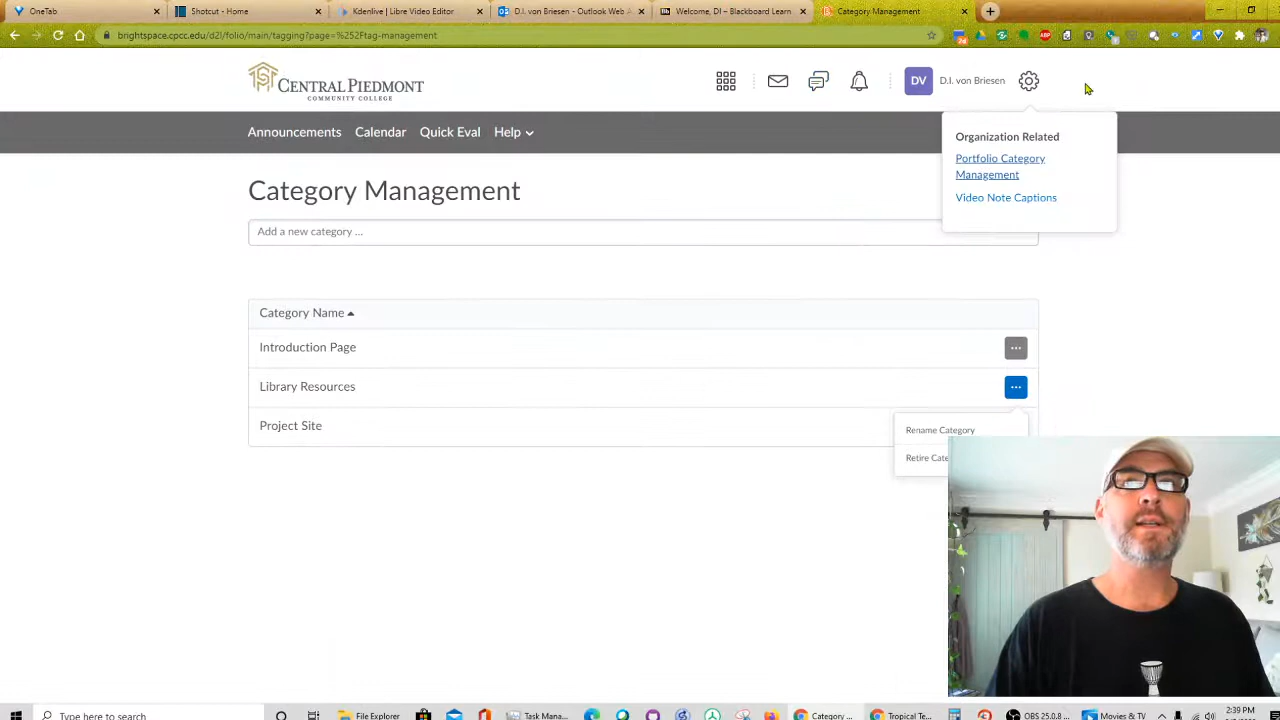 OneTab
Shotcut - Home
Kdenlive | Libre Video Editor
D.I. von Briesen - Outlook Web A
Welcome, DI – Blackboard Learn
Category Management
brightspace.cpcc.edu/d2l/folio/main/tagging?page=%252Ftag-management
CENTRAL PIEDMONT
COMMUNITY COLLEGE
DV
D.I. von Briesen
Announcements
Calendar
Quick Eval
Help
Organization Related
Portfolio Category
Management
Video Note Captions
Category Management
Add a new category ...
Category Name
Introduction Page
Library Resources
Project Site
Rename Category
Retire Cate
Type here to search
File Explorer
Task Mana...
Category ...
Tropical Te...
OBS 25.0.8 ...
Movies & TV
2:39 PM